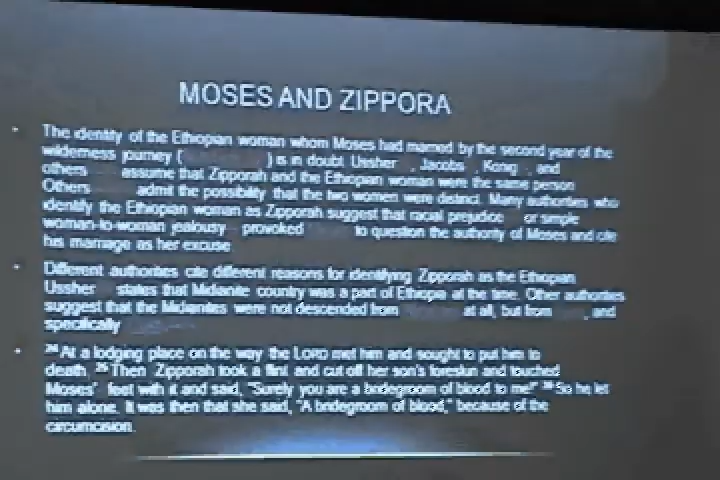 MOSES AND ZIPPORA
• The identity of the Ethiopian woman whom Moses had married by the second year of the
wilderness journey ( ) is in doubt. Ussher , Jacobs , Konig , and
others assume that Zipporah and the Ethiopian woman were the same person.
Others admit the possibility that the two women were distinct. Many authorities who
identify the Ethiopian woman as Zipporah suggest that racial prejudice or simple
woman-to-woman jealousy provoked to question the authority of Moses and cite
his marriage as her excuse
• Different authorities cite different reasons for identifying Zipporah as the Ethiopian.
Ussher states that Midianite country was a part of Ethiopia at the time. Other authorities
suggest that the Midianites were not descended from at all, but from , and
specifically
• 24 At a lodging place on the way the LORD met him and sought to put him to
death. 25 Then Zipporah took a flint and cut off her son's foreskin and touched
Moses' feet with it and said, "Surely you are a bridegroom of blood to me!" 26 So he let
him alone. It was then that she said, "A bridegroom of blood," because of the
circumcision.